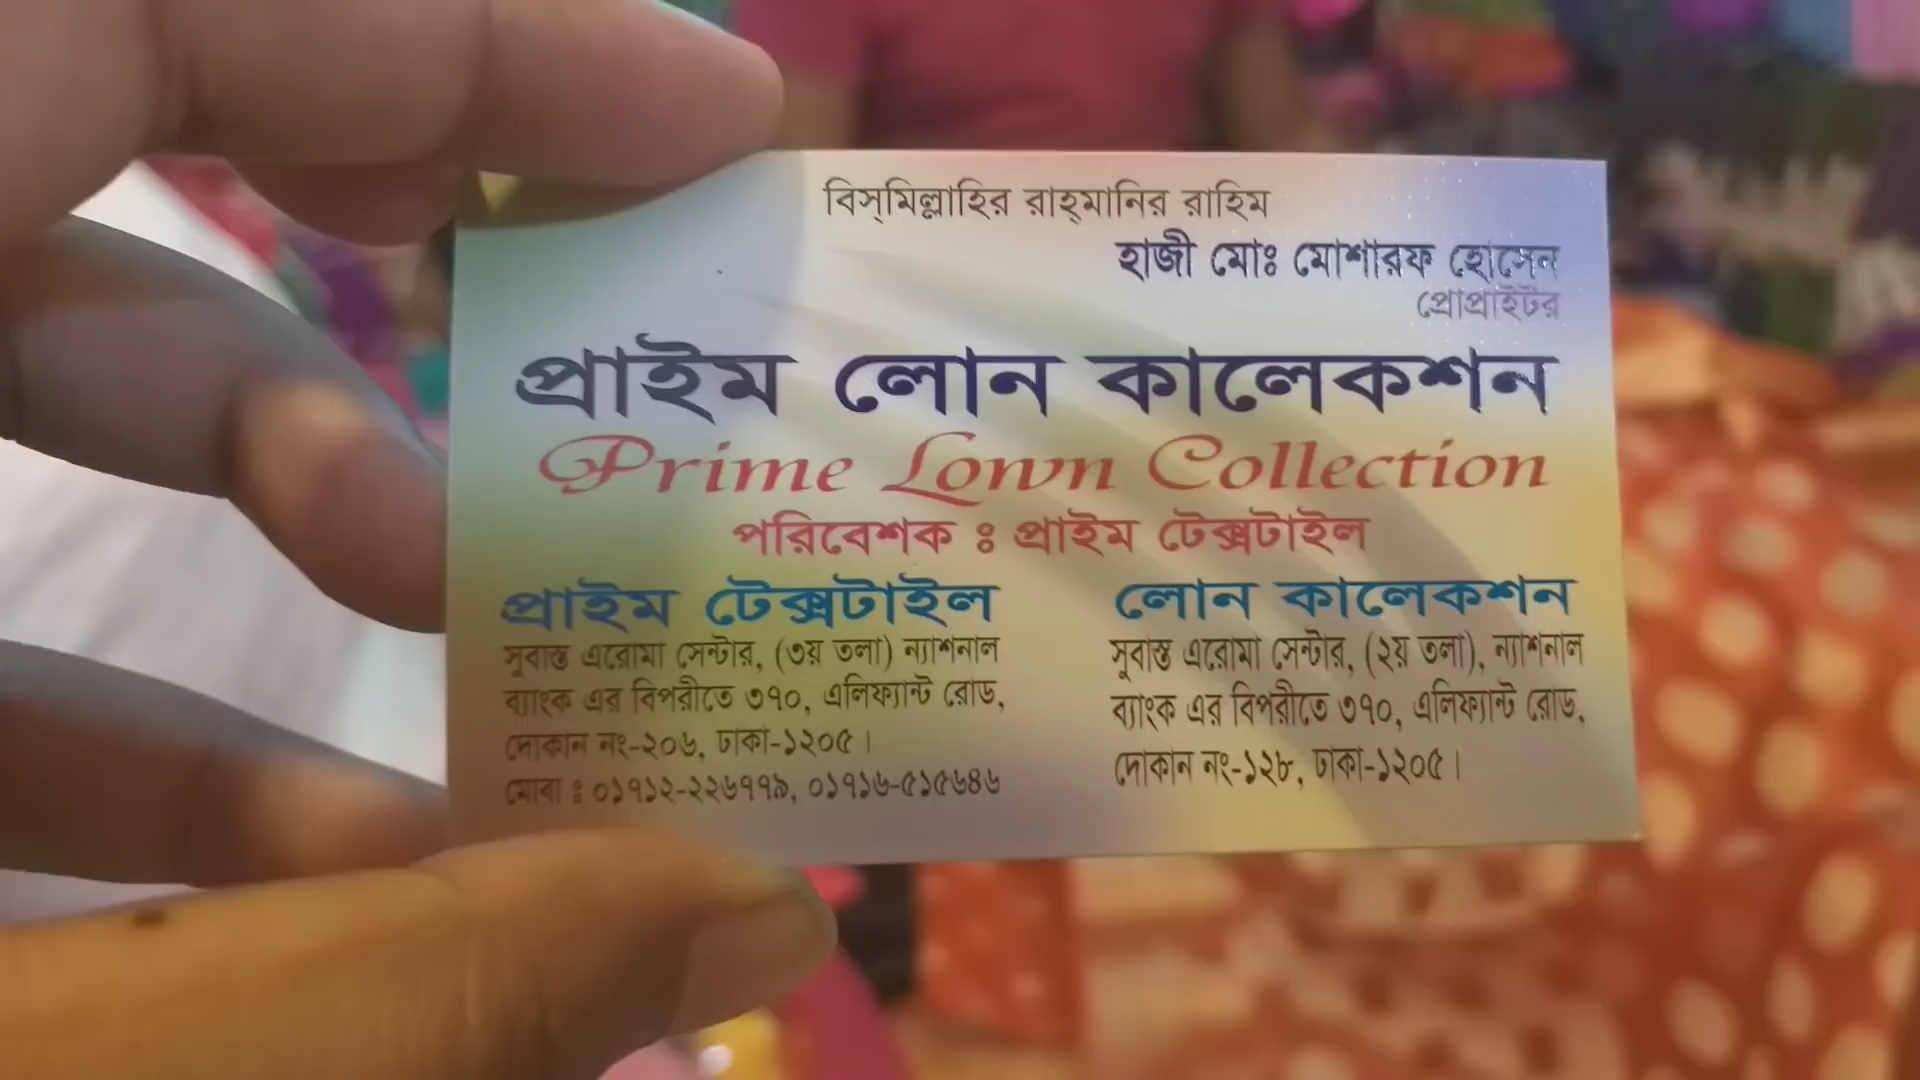 বিস্‌মিল্লাহির রাহ্‌মানির রাহিম
হাজী মোঃ মোশারফ হোসেন
প্রোপ্রাইটর
প্রাইম লোন কালেকশন
Prime Lown Collection
পরিবেশক ঃ প্রাইম টেক্সটাইল
প্রাইম টেক্সটাইল
সুবাস্ত এরোমা সেন্টার, (৩য় তলা) ন্যাশনাল
ব্যাংক এর বিপরীতে ৩৭০, এলিফ্যান্ট রোড,
দোকান নং-২০৬, ঢাকা-১২০৫।
মোবা ঃ ০১৭১২-২২৬৭৭৯, ০১৭১৬-৫১৫৬৪৬
লোন কালেকশন
সুবাস্ত এরোমা সেন্টার, (২য় তলা), ন্যাশনাল
ব্যাংক এর বিপরীতে ৩৭০, এলিফ্যান্ট রোড,
দোকান নং-১২৮, ঢাকা-১২০৫।